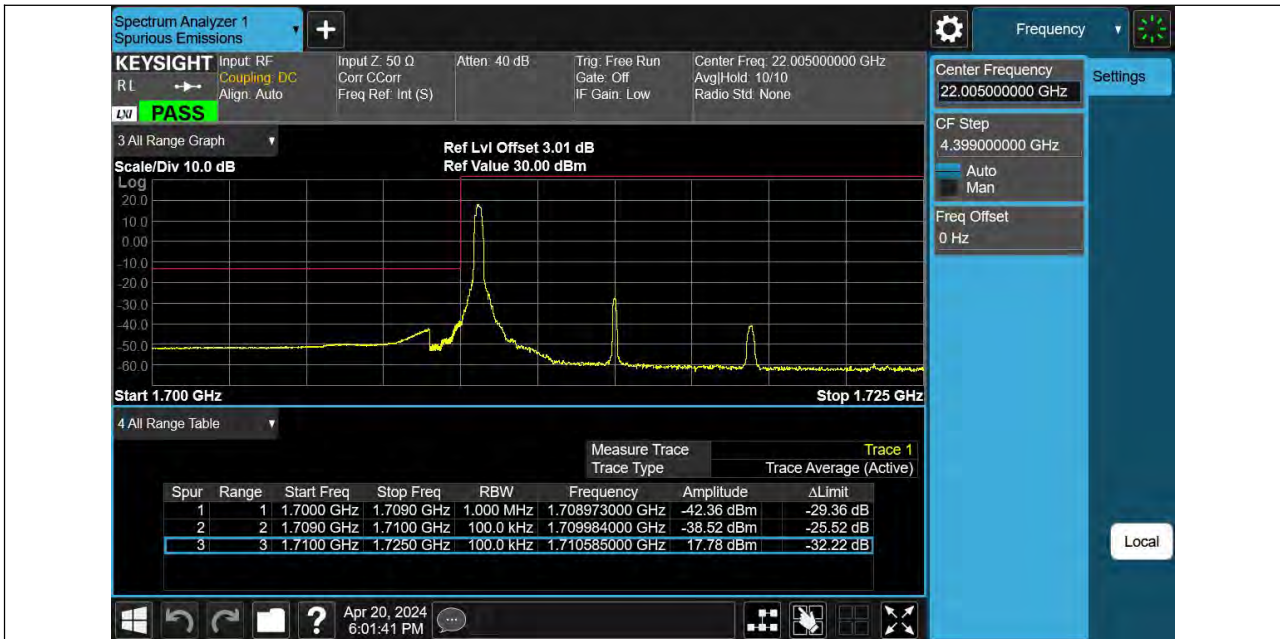 Spectrum Analyzer 1
Spurious Emissions
+
Frequency
KEYSIGHT
R L
LXI
PASS
Input: RF
Coupling: DC
Align: Auto
Input Z: 50 Ω
Corr CCorr
Freq Ref: Int (S)
Atten: 40 dB
Trig: Free Run
Gate: Off
IF Gain: Low
Center Freq: 22.005000000 GHz
Avg|Hold: 10/10
Radio Std: None
Center Frequency
22.005000000 GHz
Settings
CF Step
4.399000000 GHz
Auto
Man
Freq Offset
0 Hz
3 All Range Graph
Scale/Div 10.0 dB
Ref Lvl Offset 3.01 dB
Ref Value 30.00 dBm
Log
20.0
10.0
0.00
-10.0
-20.0
-30.0
-40.0
-50.0
-60.0
Start 1.700 GHz Stop 1.725 GHz
4 All Range Table
Measure Trace Trace 1
Trace Type Trace Average (Active)
Spur Range Start Freq Stop Freq RBW Frequency Amplitude ΔLimit
1 1 1.7000 GHz 1.7090 GHz 1.000 MHz 1.708973000 GHz -42.36 dBm -29.36 dB
2 2 1.7090 GHz 1.7100 GHz 100.0 kHz 1.709984000 GHz -38.52 dBm -25.52 dB
3 3 1.7100 GHz 1.7250 GHz 100.0 kHz 1.710585000 GHz 17.78 dBm -32.22 dB
Local
?
Apr 20, 2024
6:01:41 PM